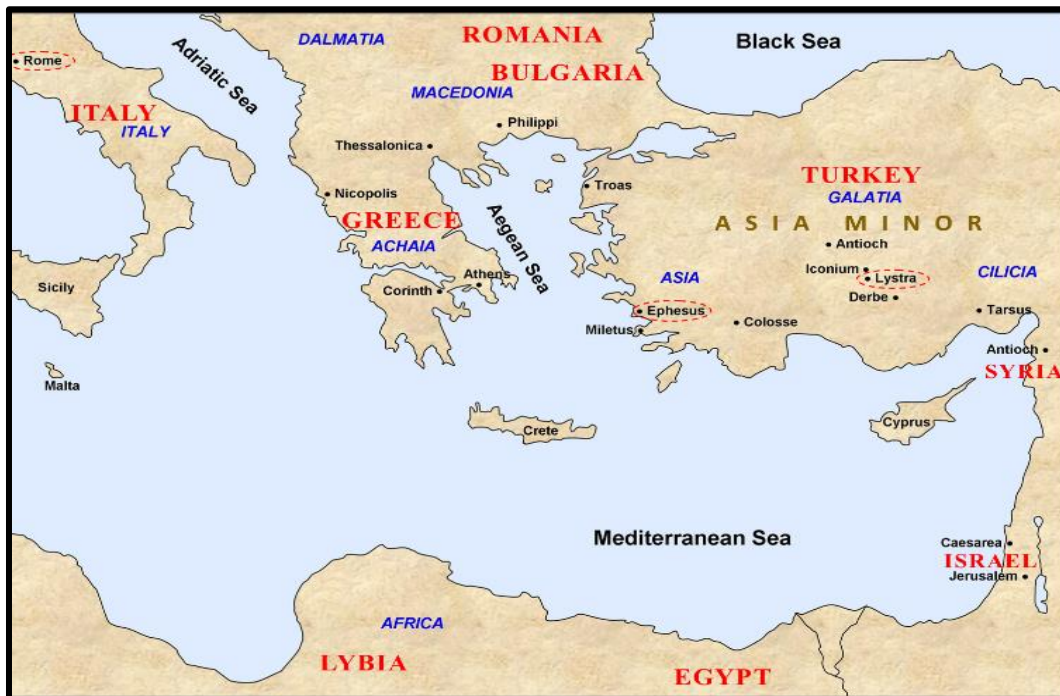 DALMATIA
ROMANIA
Black Sea
Adriatic Sea
Rome
BULGARIA
MACEDONIA
ITALY
ITALY
Philippi
Thessalonica
TURKEY
Troas
Nicopolis
GALATIA
GREECE
ASIA MINOR
Aegean Sea
ACHAIA
Antioch
Iconium
Lystra
ASIA
CILICIA
Athens
Sicily
Corinth
Derbe
Ephesus
Tarsus
Miletus
Colosse
Antioch
SYRIA
Malta
Cyprus
Crete
Mediterranean Sea
Caesarea
ISRAEL
Jerusalem
AFRICA
LYBIA
EGYPT